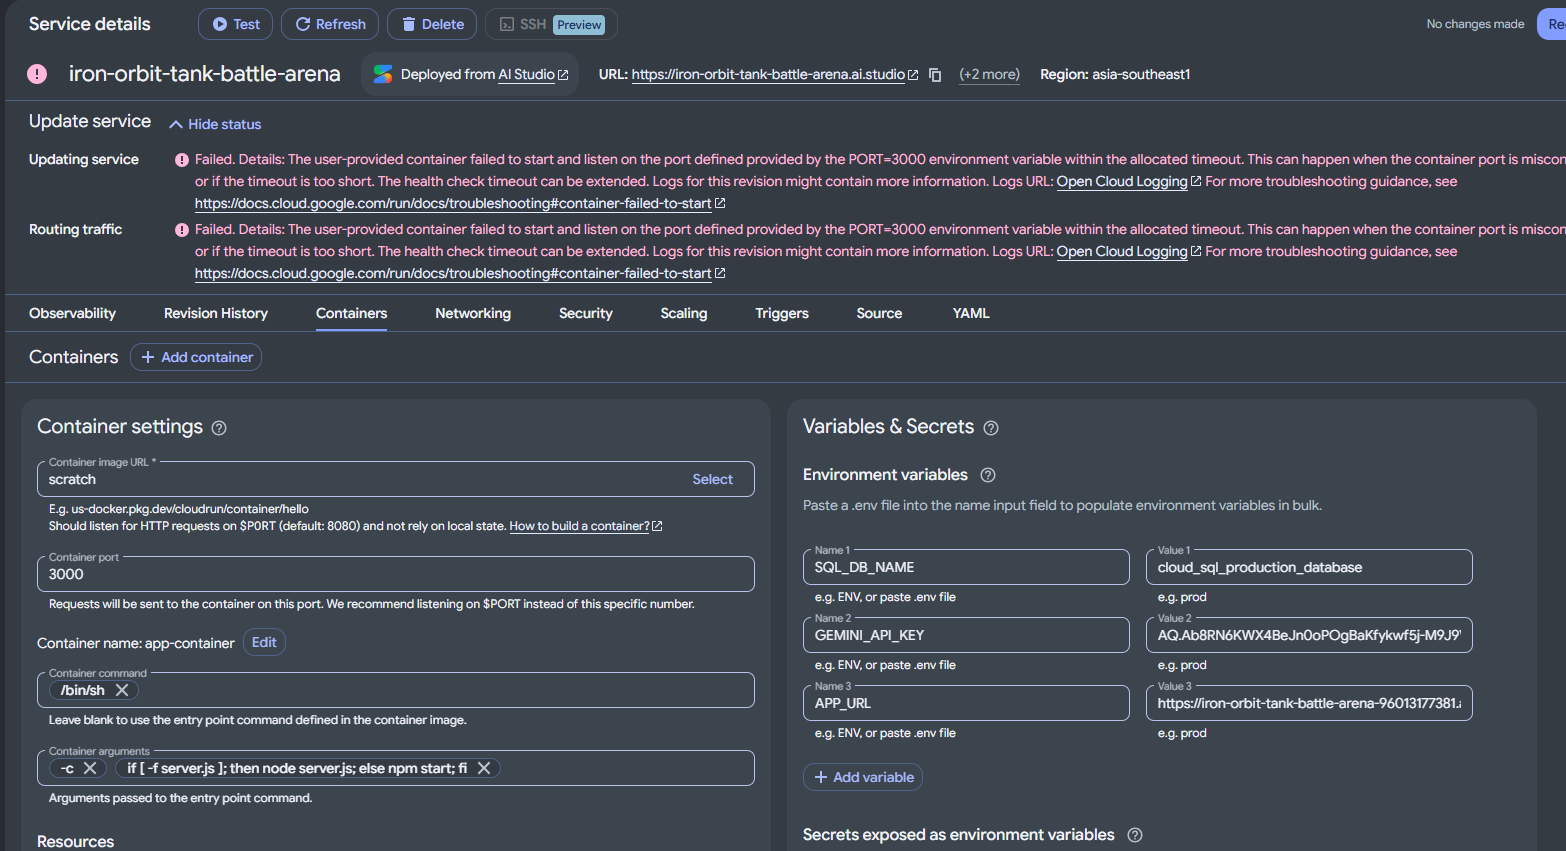 Service details
Test
Refresh
Delete
SSH Preview
No changes made
iron-orbit-tank-battle-arena
Deployed from AI Studio
URL: https://iron-orbit-tank-battle-arena.ai.studio
(+2 more)
Region: asia-southeast1
Update service
Hide status
Updating service
Failed. Details: The user-provided container failed to start and listen on the port defined provided by the PORT=3000 environment variable within the allocated timeout. This can happen when the container port is
or if the timeout is too short. The health check timeout can be extended. Logs for this revision might contain more information. Logs URL: Open Cloud Logging For more troubleshooting guidance, see
https://docs.cloud.google.com/run/docs/troubleshooting#container-failed-to-start
Routing traffic
Failed. Details: The user-provided container failed to start and listen on the port defined provided by the PORT=3000 environment variable within the allocated timeout. This can happen when the container port is
or if the timeout is too short. The health check timeout can be extended. Logs for this revision might contain more information. Logs URL: Open Cloud Logging For more troubleshooting guidance, see
https://docs.cloud.google.com/run/docs/troubleshooting#container-failed-to-start
Observability
Revision History
Containers
Networking
Security
Scaling
Triggers
Source
YAML
Containers
+ Add container
Container settings
Container image URL *
scratch
Select
E.g. us-docker.pkg.dev/cloudrun/container/hello
Should listen for HTTP requests on $PORT (default: 8080) and not rely on local state. How to build a container?
Container port
3000
Requests will be sent to the container on this port. We recommend listening on $PORT instead of this specific number.
Container name: app-container
Edit
Container command
/bin/sh
Leave blank to use the entry point command defined in the container image.
Container arguments
-c
if [ -f server.js ]; then node server.js; else npm start; fi
Arguments passed to the entry point command.
Resources
Variables & Secrets
Environment variables
Paste a .env file into the name input field to populate environment variables in bulk.
Name 1
SQL_DB_NAME
Value 1
cloud_sql_production_database
e.g. ENV, or paste .env file
e.g. prod
Name 2
GEMINI_API_KEY
Value 2
AQ.Ab8RN6KWX4BeJn0oPOgBaKfykwf5j-M9J9
e.g. ENV, or paste .env file
e.g. prod
Name 3
APP_URL
Value 3
https://iron-orbit-tank-battle-arena-96013177381.
e.g. ENV, or paste .env file
e.g. prod
+ Add variable
Secrets exposed as environment variables